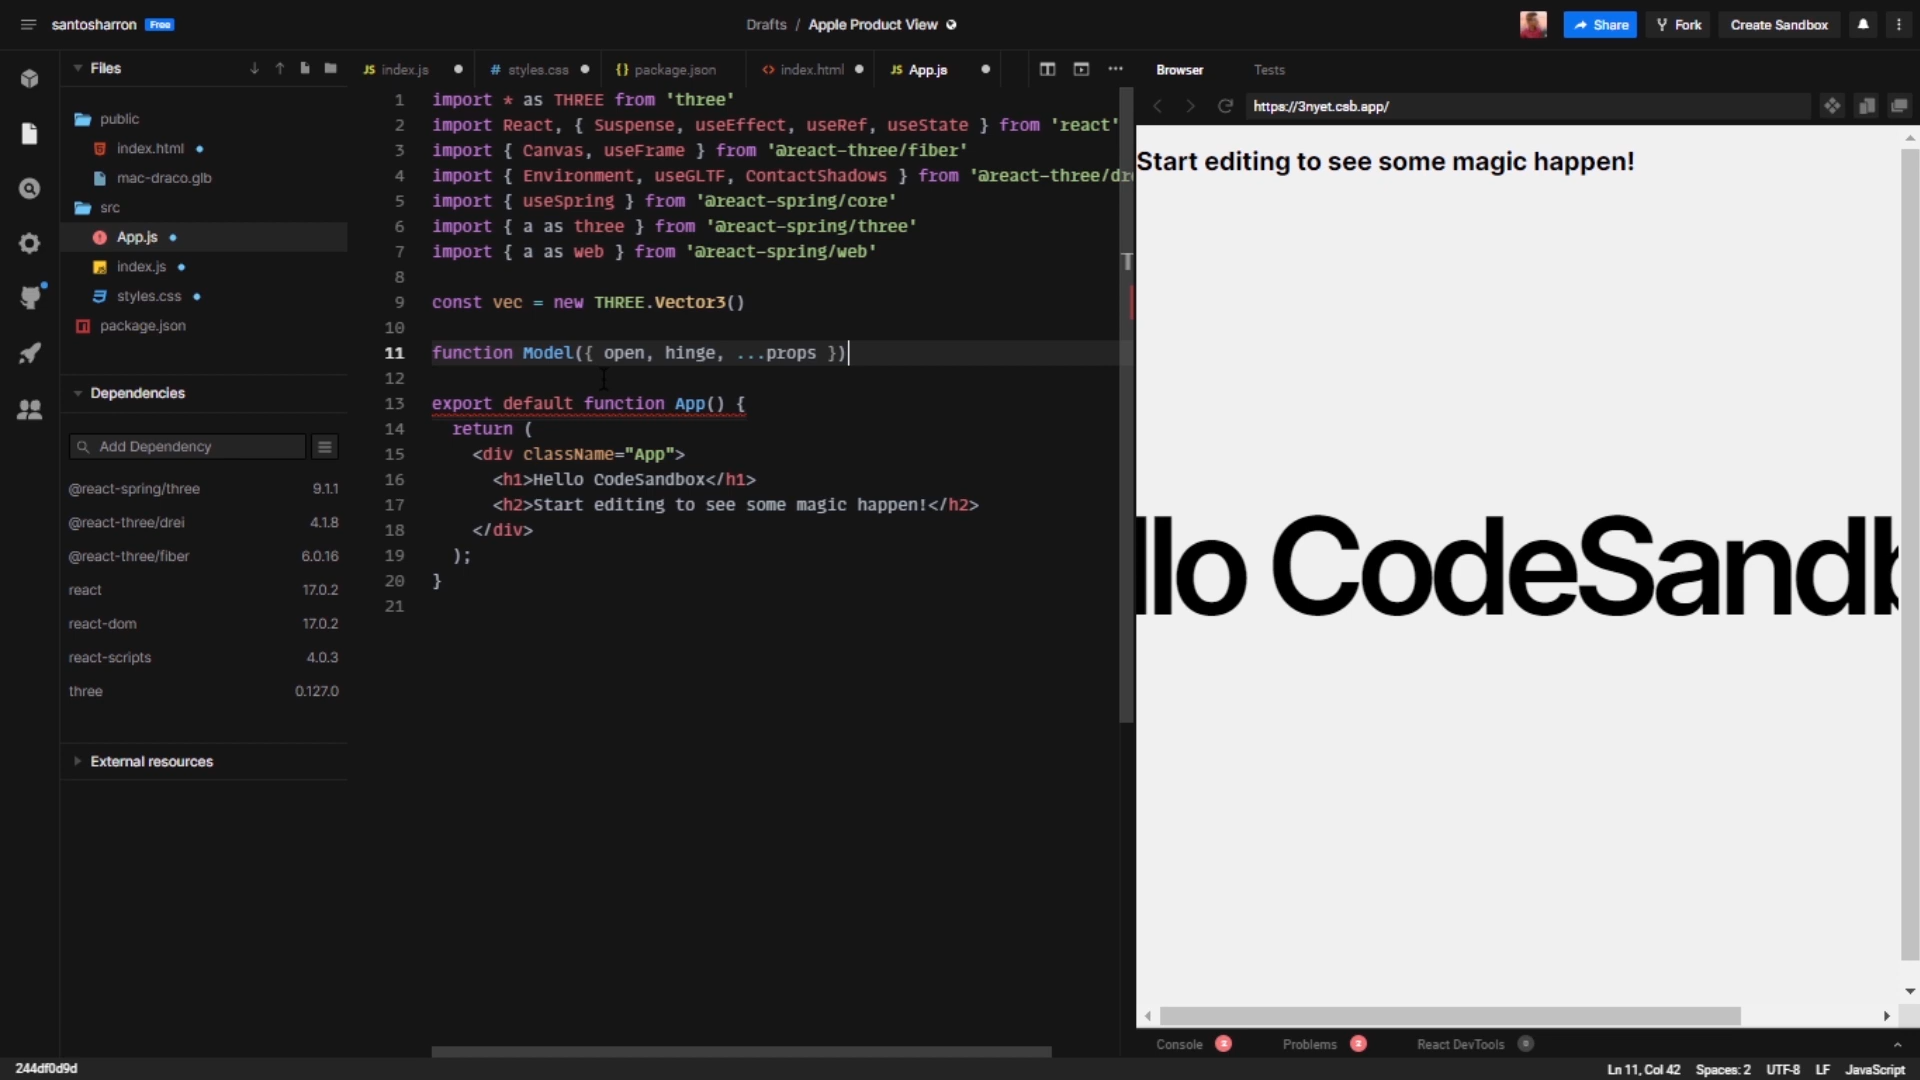 santosharron Free
Drafts / Apple Product View
Share
Fork
Create Sandbox
Files
public
index.html
mac-draco.glb
src
App.js
index.js
styles.css
package.json
Dependencies
Add Dependency
@react-spring/three 9.1.1
@react-three/drei 4.1.8
@react-three/fiber 6.0.16
react 17.0.2
react-dom 17.0.2
react-scripts 4.0.3
three 0.127.0
External resources
JS index.js
# styles.css
{} package.json
<> index.html
JS App.js
1 import * as THREE from 'three'
2 import React, { Suspense, useEffect, useRef, useState } from 'react'
3 import { Canvas, useFrame } from '@react-three/fiber'
4 import { Environment, useGLTF, ContactShadows } from '@react-three/dr
5 import { useSpring } from '@react-spring/core'
6 import { a as three } from '@react-spring/three'
7 import { a as web } from '@react-spring/web'
8
9 const vec = new THREE.Vector3()
10
11 function Model({ open, hinge, ...props })
12
13 export default function App() {
14 return (
15 <div className="App">
16 <h1>Hello CodeSandbox</h1>
17 <h2>Start editing to see some magic happen!</h2>
18 </div>
19 );
20 }
21
Browser
Tests
https://3nyet.csb.app/
Start editing to see some magic happen!
llo CodeSandb
Console 2
Problems 2
React DevTools 0
244df0d9d
Ln 11, Col 42
Spaces: 2
UTF-8
LF
JavaScript